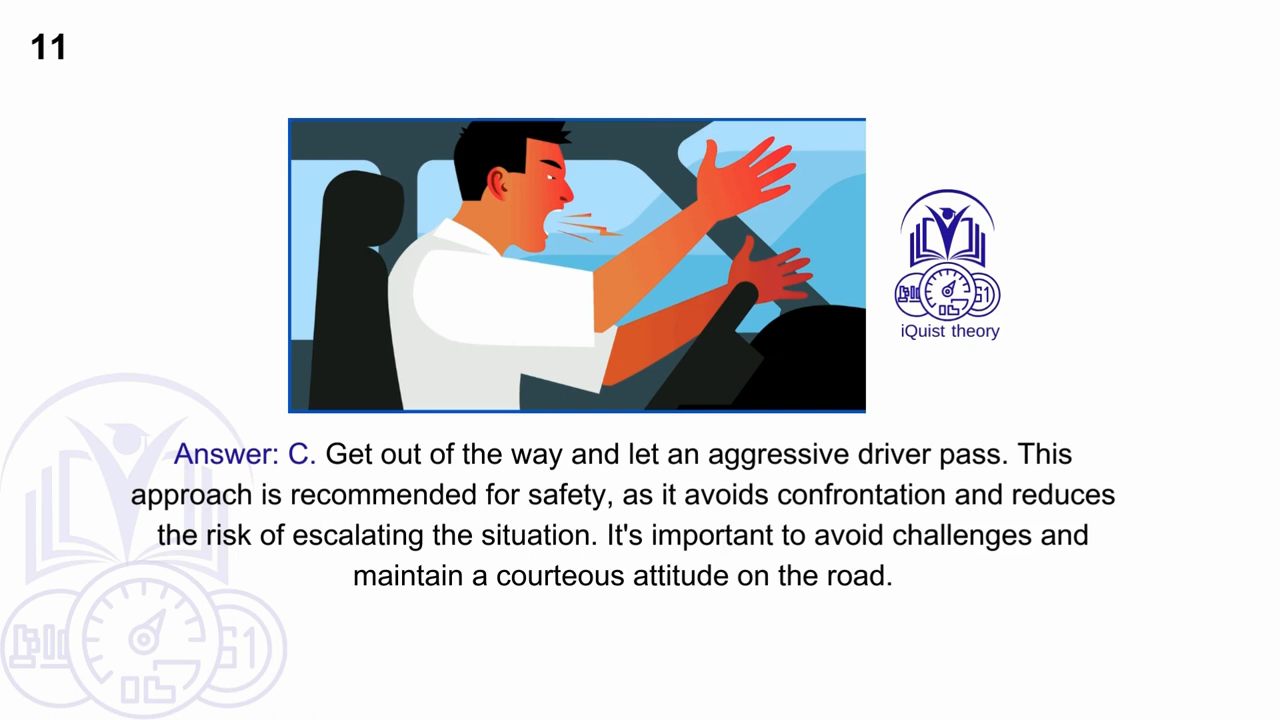 11
iQuist theory
Answer: C. Get out of the way and let an aggressive driver pass. This
approach is recommended for safety, as it avoids confrontation and reduces
the risk of escalating the situation. It's important to avoid challenges and
maintain a courteous attitude on the road.